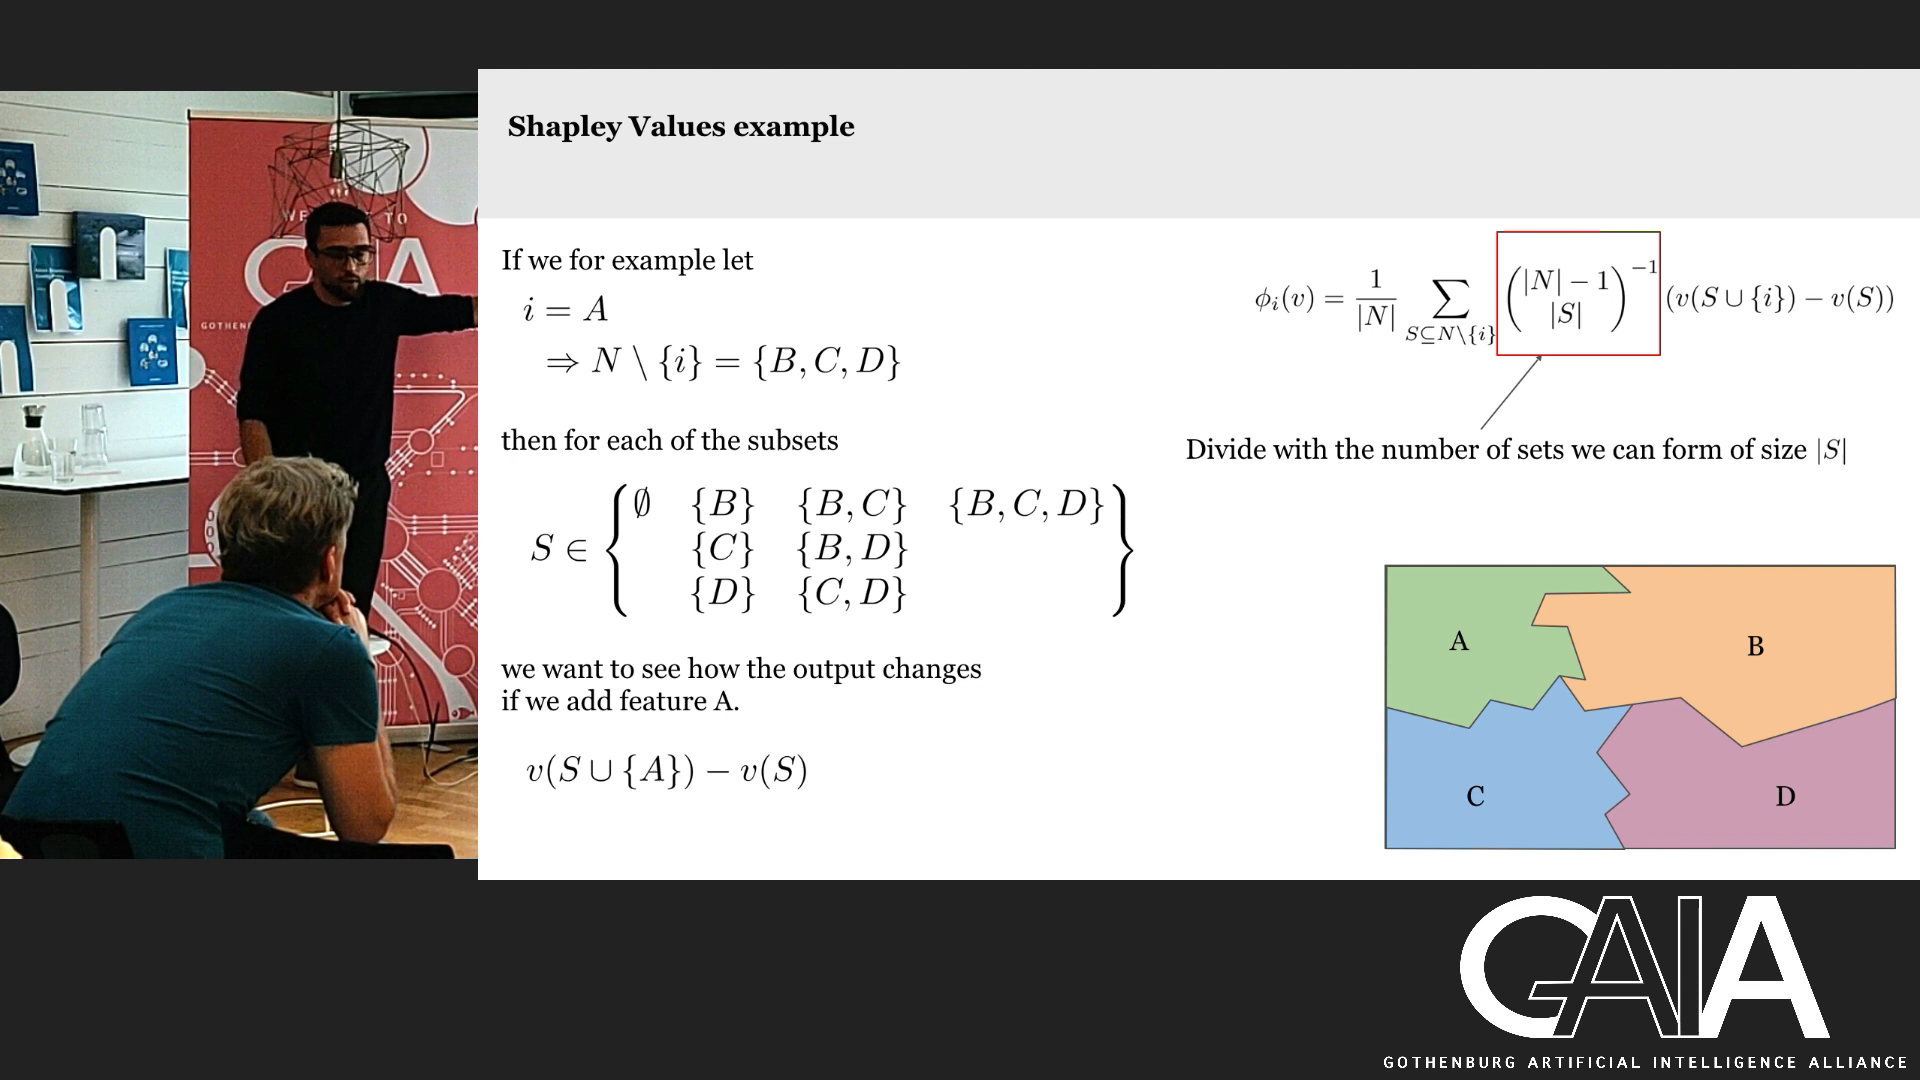 Shapley Values example
If we for example let
i = A
⇒ N \ {i} = {B, C, D}
then for each of the subsets
S ∈ { ∅ {B} {B, C} {B, C, D}
{C} {B, D}
{D} {C, D} }
we want to see how the output changes
if we add feature A.
v(S ∪ {A}) − v(S)
ϕᵢ(v) = 1/|N| ∑_{S⊆N\{i}} (|N| − 1 |S|)⁻¹ (v(S ∪ {i}) − v(S))
Divide with the number of sets we can form of size |S|
A
B
C
D
TO
GAIA
GOTHENBURG ARTIFICIAL INTELLIGENCE ALLIANCE